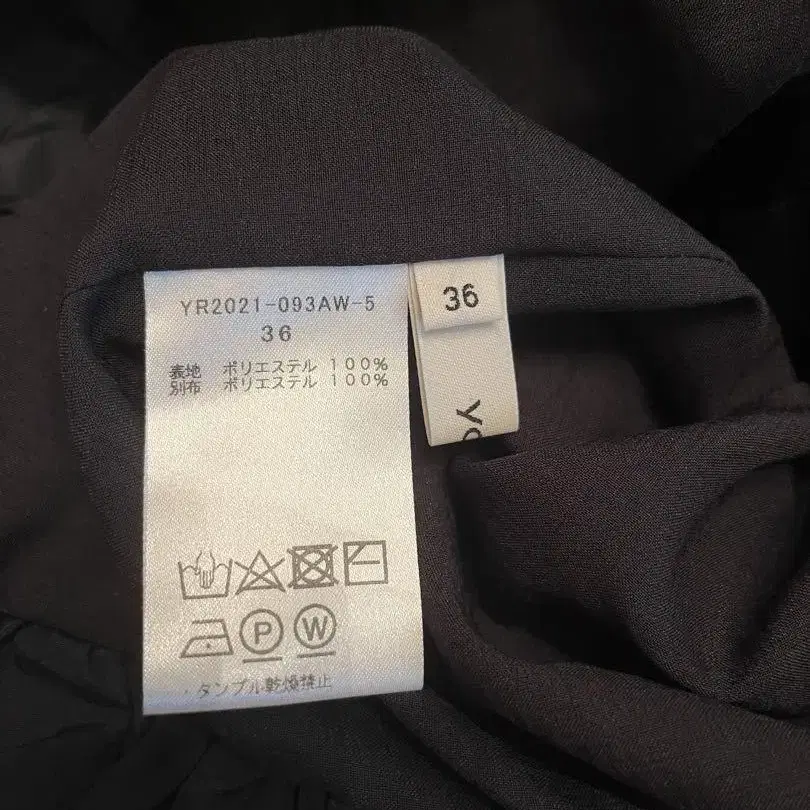 YR2021-093AW-5
36
表地 ポリエステル 100%
別布 ポリエステル 100%
P W
・タンブル乾燥禁止
36